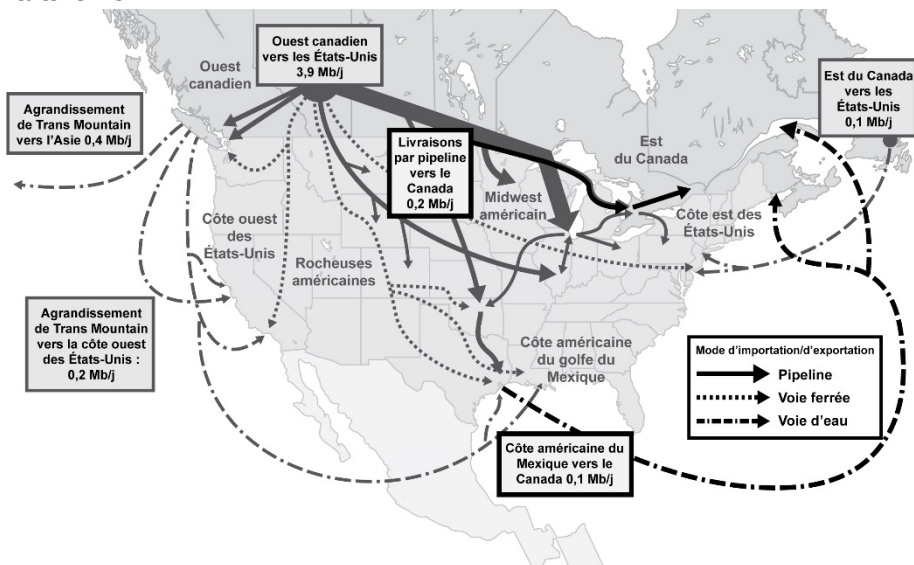 Ouest canadien
vers les États-Unis
3,9 Mb/j
Ouest
canadien
Est du Canada
vers les
États-Unis
0,1 Mb/j
Agrandissement
de Trans Mountain
vers l'Asie 0,4 Mb/j
Livraisons
par pipeline
vers le
Canada
0,2 Mb/j
Est
du Canada
Midwest
américain
Côte ouest
des
États-Unis
Côte est des
États-Unis
Rocheuses
américaines
Agrandissement
de Trans Mountain
vers la côte ouest
des États-Unis :
0,2 Mb/j
Côte américaine
du golfe du
Mexique
Mode d'importation/d'exportation
Pipeline
Voie ferrée
Voie d'eau
Côte américaine du
Mexique vers le
Canada 0,1 Mb/j